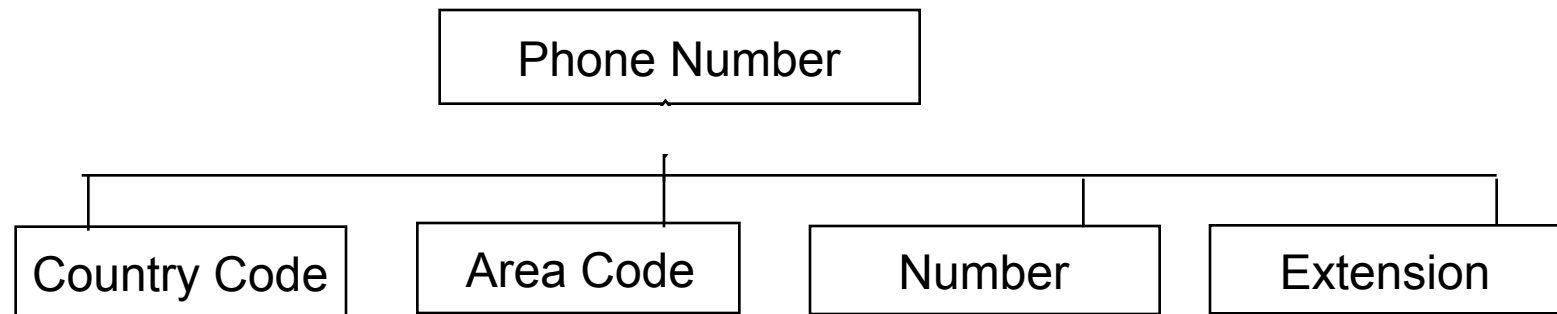 Phone Number
Country Code
Area Code
Number
Extension